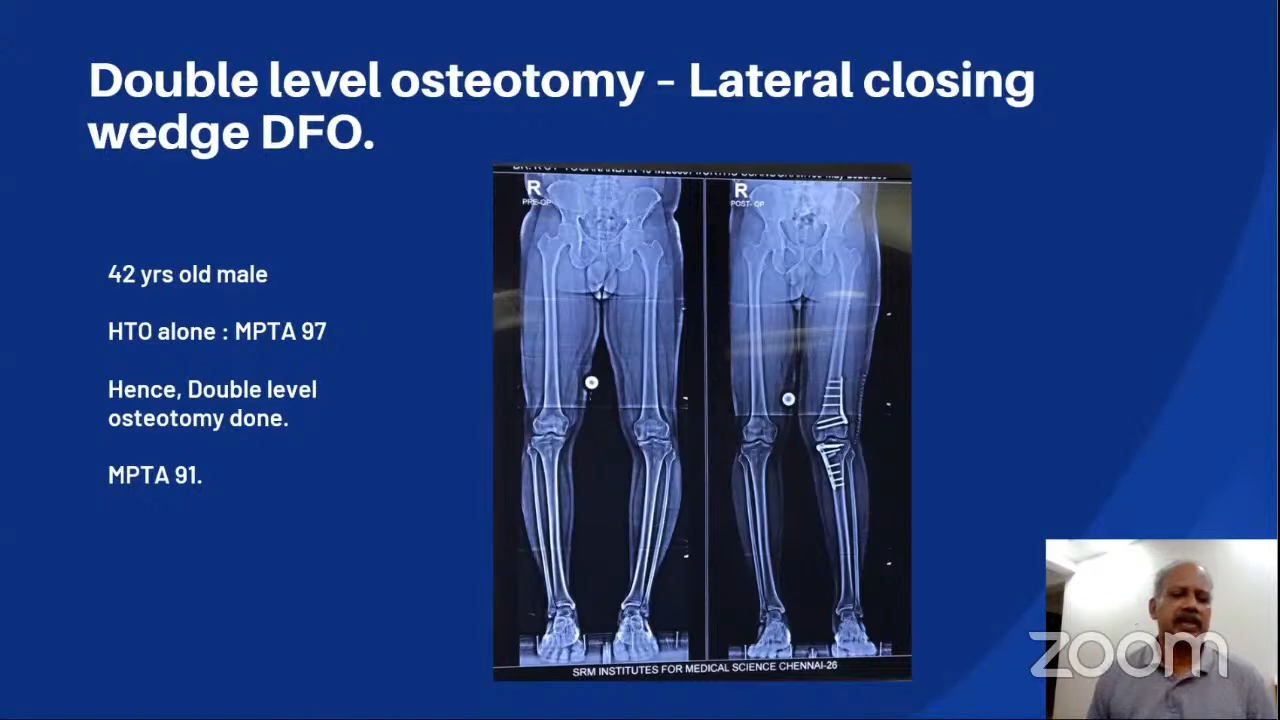 Double level osteotomy – Lateral closing
wedge DFO.
R
PRE-OP
R
POST- OP
42 yrs old male
HTO alone : MPTA 97
Hence, Double level
osteotomy done.
MPTA 91.
SRM INSTITUTES FOR MEDICAL SCIENCE CHENNAI-26
zoom